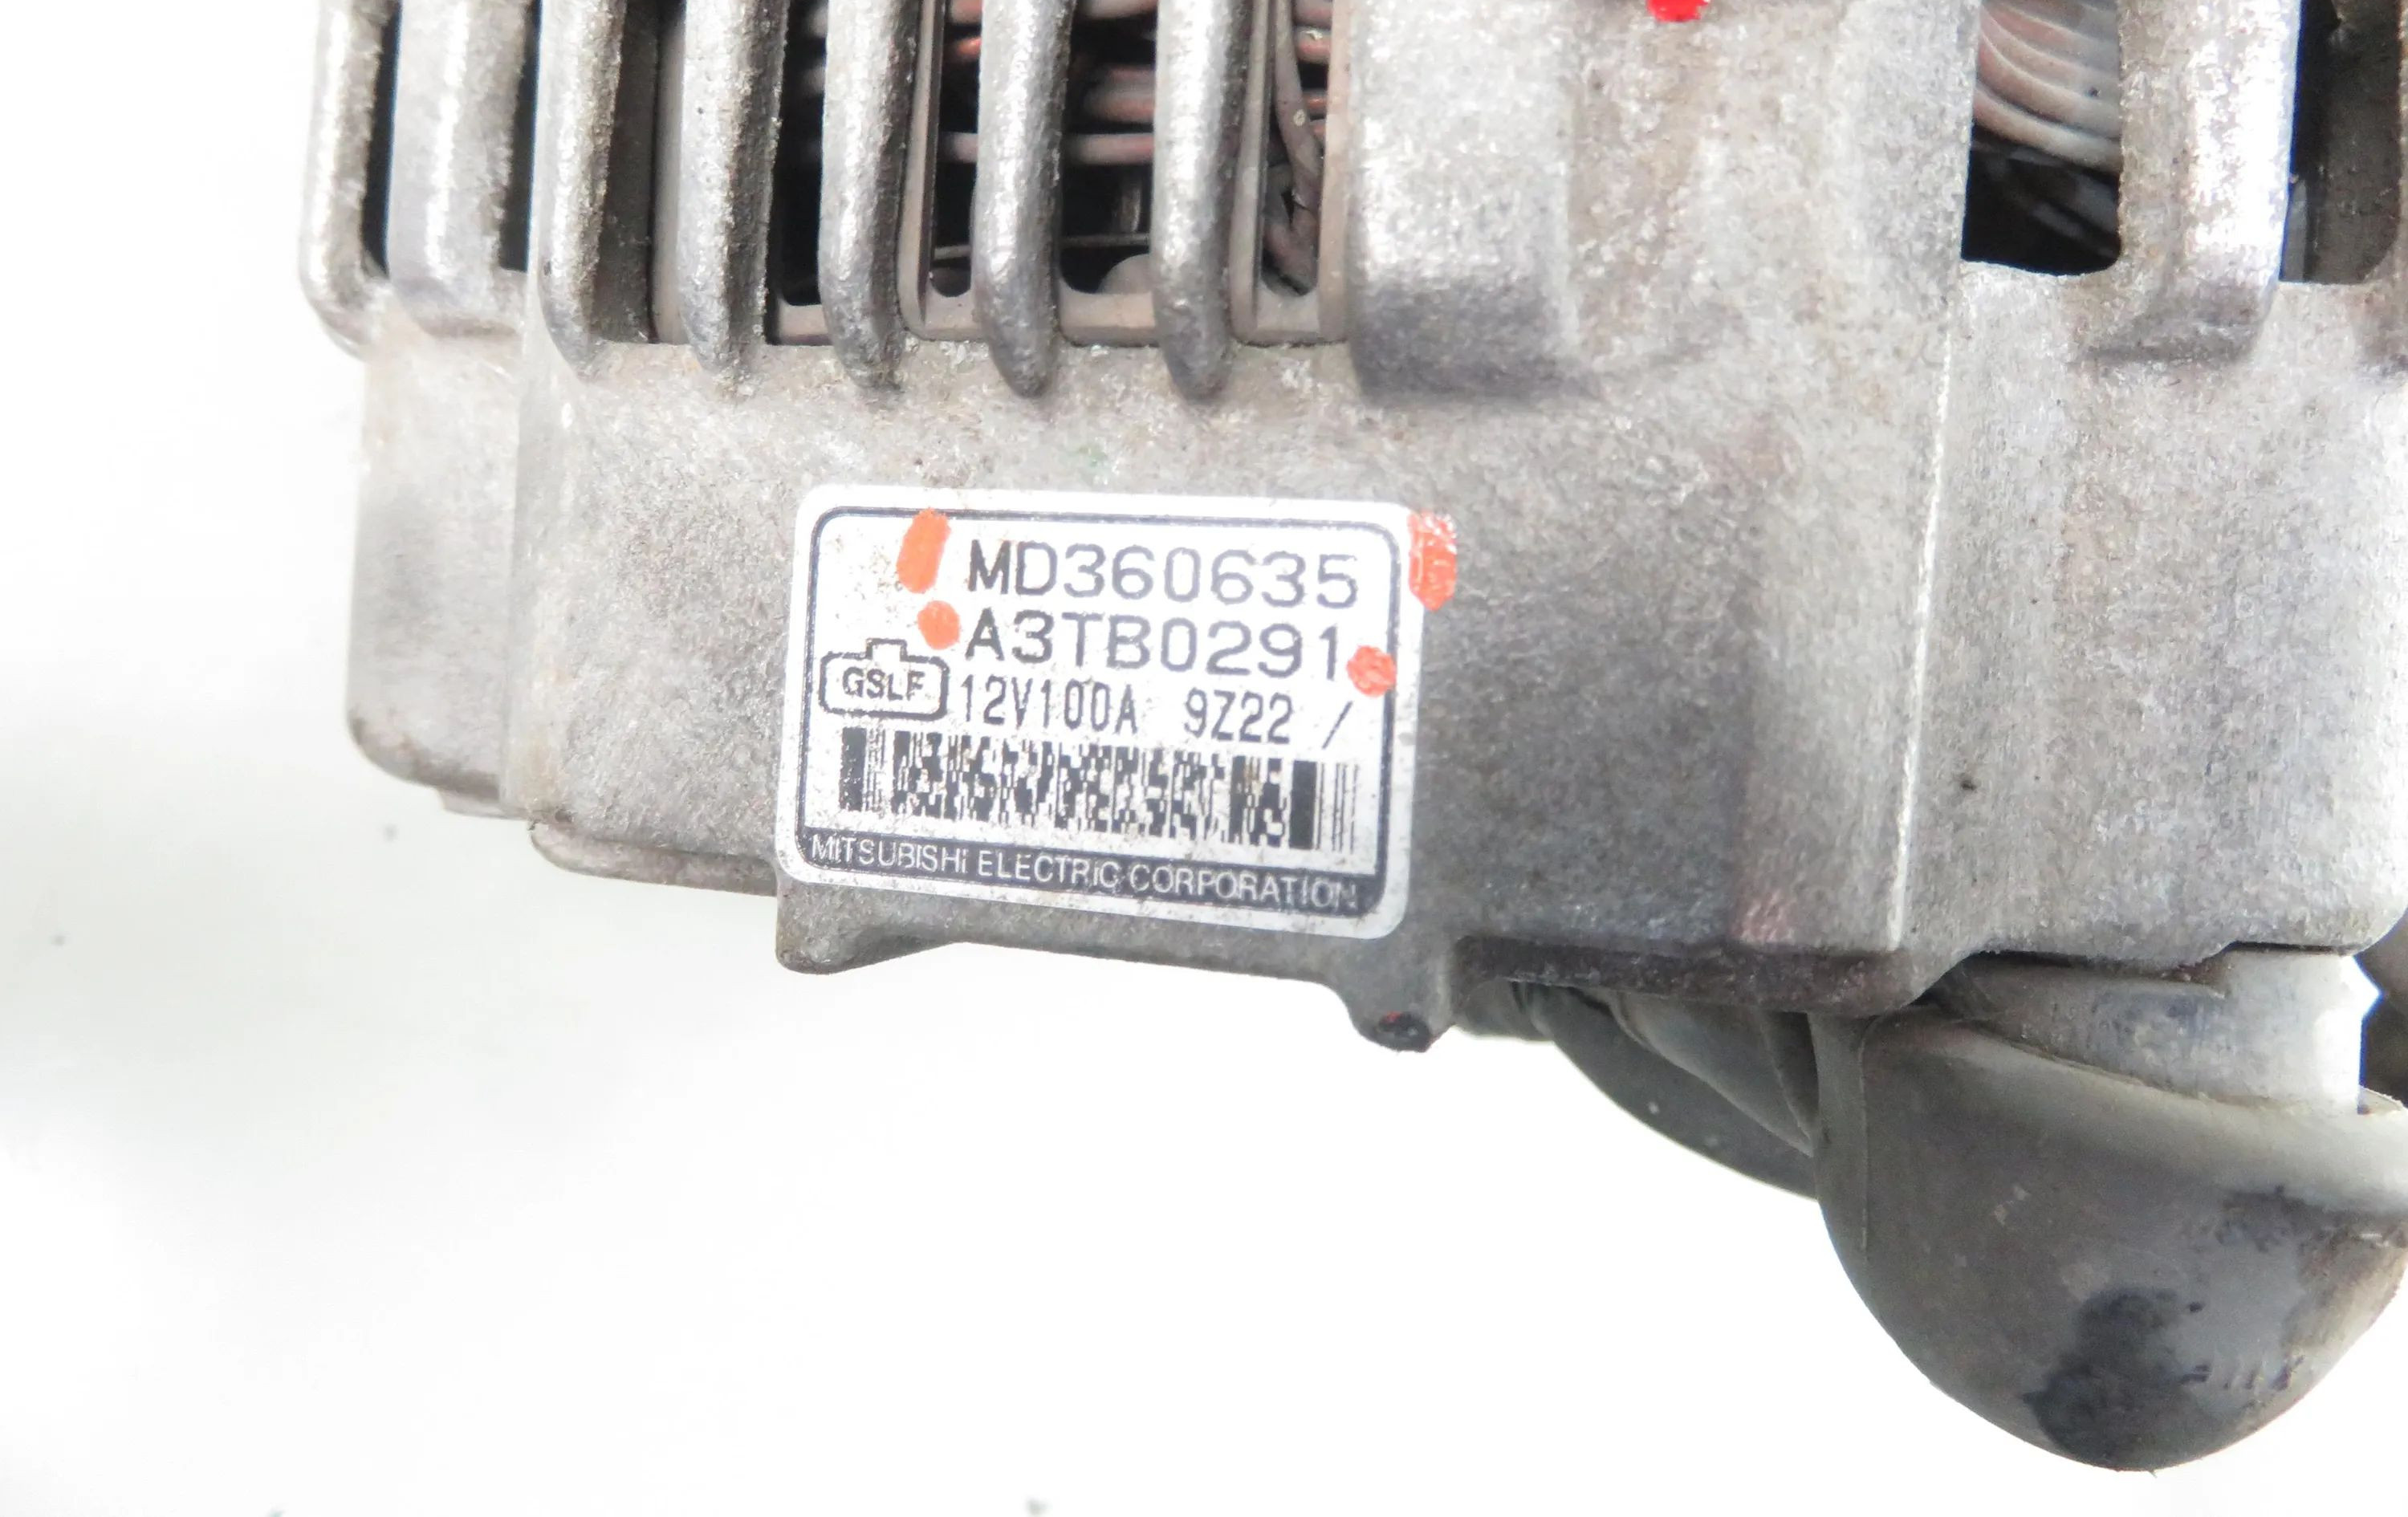 MD360635
A3TB0291
GSLF
12V100A 9Z22 /
MITSUBISHI ELECTRIC CORPORATION